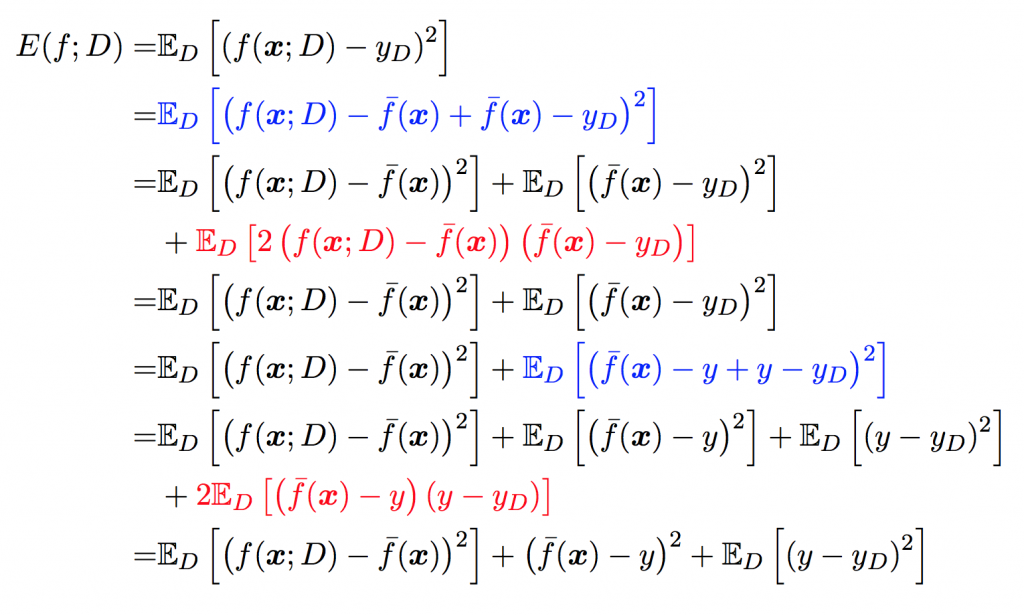 E(f; D) =𝔼_D [(f(𝒙; D) − y_D)²]
=𝔼_D [(f(𝒙; D) − f̄(𝒙) + f̄(𝒙) − y_D)²]
=𝔼_D [(f(𝒙; D) − f̄(𝒙))²] + 𝔼_D [(f̄(𝒙) − y_D)²]
+ 𝔼_D [2 (f(𝒙; D) − f̄(𝒙)) (f̄(𝒙) − y_D)]
=𝔼_D [(f(𝒙; D) − f̄(𝒙))²] + 𝔼_D [(f̄(𝒙) − y_D)²]
=𝔼_D [(f(𝒙; D) − f̄(𝒙))²] + 𝔼_D [(f̄(𝒙) − y + y − y_D)²]
=𝔼_D [(f(𝒙; D) − f̄(𝒙))²] + 𝔼_D [(f̄(𝒙) − y)²] + 𝔼_D [(y − y_D)²]
+ 2𝔼_D [(f̄(𝒙) − y) (y − y_D)]
=𝔼_D [(f(𝒙; D) − f̄(𝒙))²] + (f̄(𝒙) − y)² + 𝔼_D [(y − y_D)²]